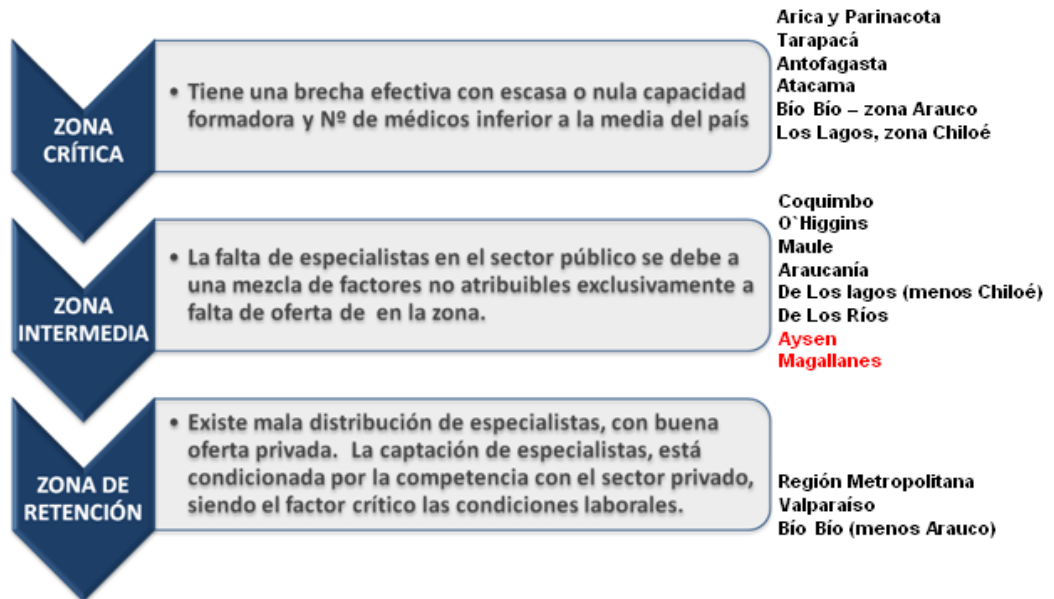 ZONA
CRÍTICA
• Tiene una brecha efectiva con escasa o nula capacidad
formadora y Nº de médicos inferior a la media del país
Arica y Parinacota
Tarapacá
Antofagasta
Atacama
Bío Bío – zona Arauco
Los Lagos, zona Chiloé
ZONA
INTERMEDIA
• La falta de especialistas en el sector público se debe a
una mezcla de factores no atribuibles exclusivamente a
falta de oferta de en la zona.
Coquimbo
O`Higgins
Maule
Araucanía
De Los lagos (menos Chiloé)
De Los Ríos
Aysen
Magallanes
ZONA DE
RETENCIÓN
• Existe mala distribución de especialistas, con buena
oferta privada. La captación de especialistas, está
condicionada por la competencia con el sector privado,
siendo el factor crítico las condiciones laborales.
Región Metropolitana
Valparaíso
Bío Bío (menos Arauco)